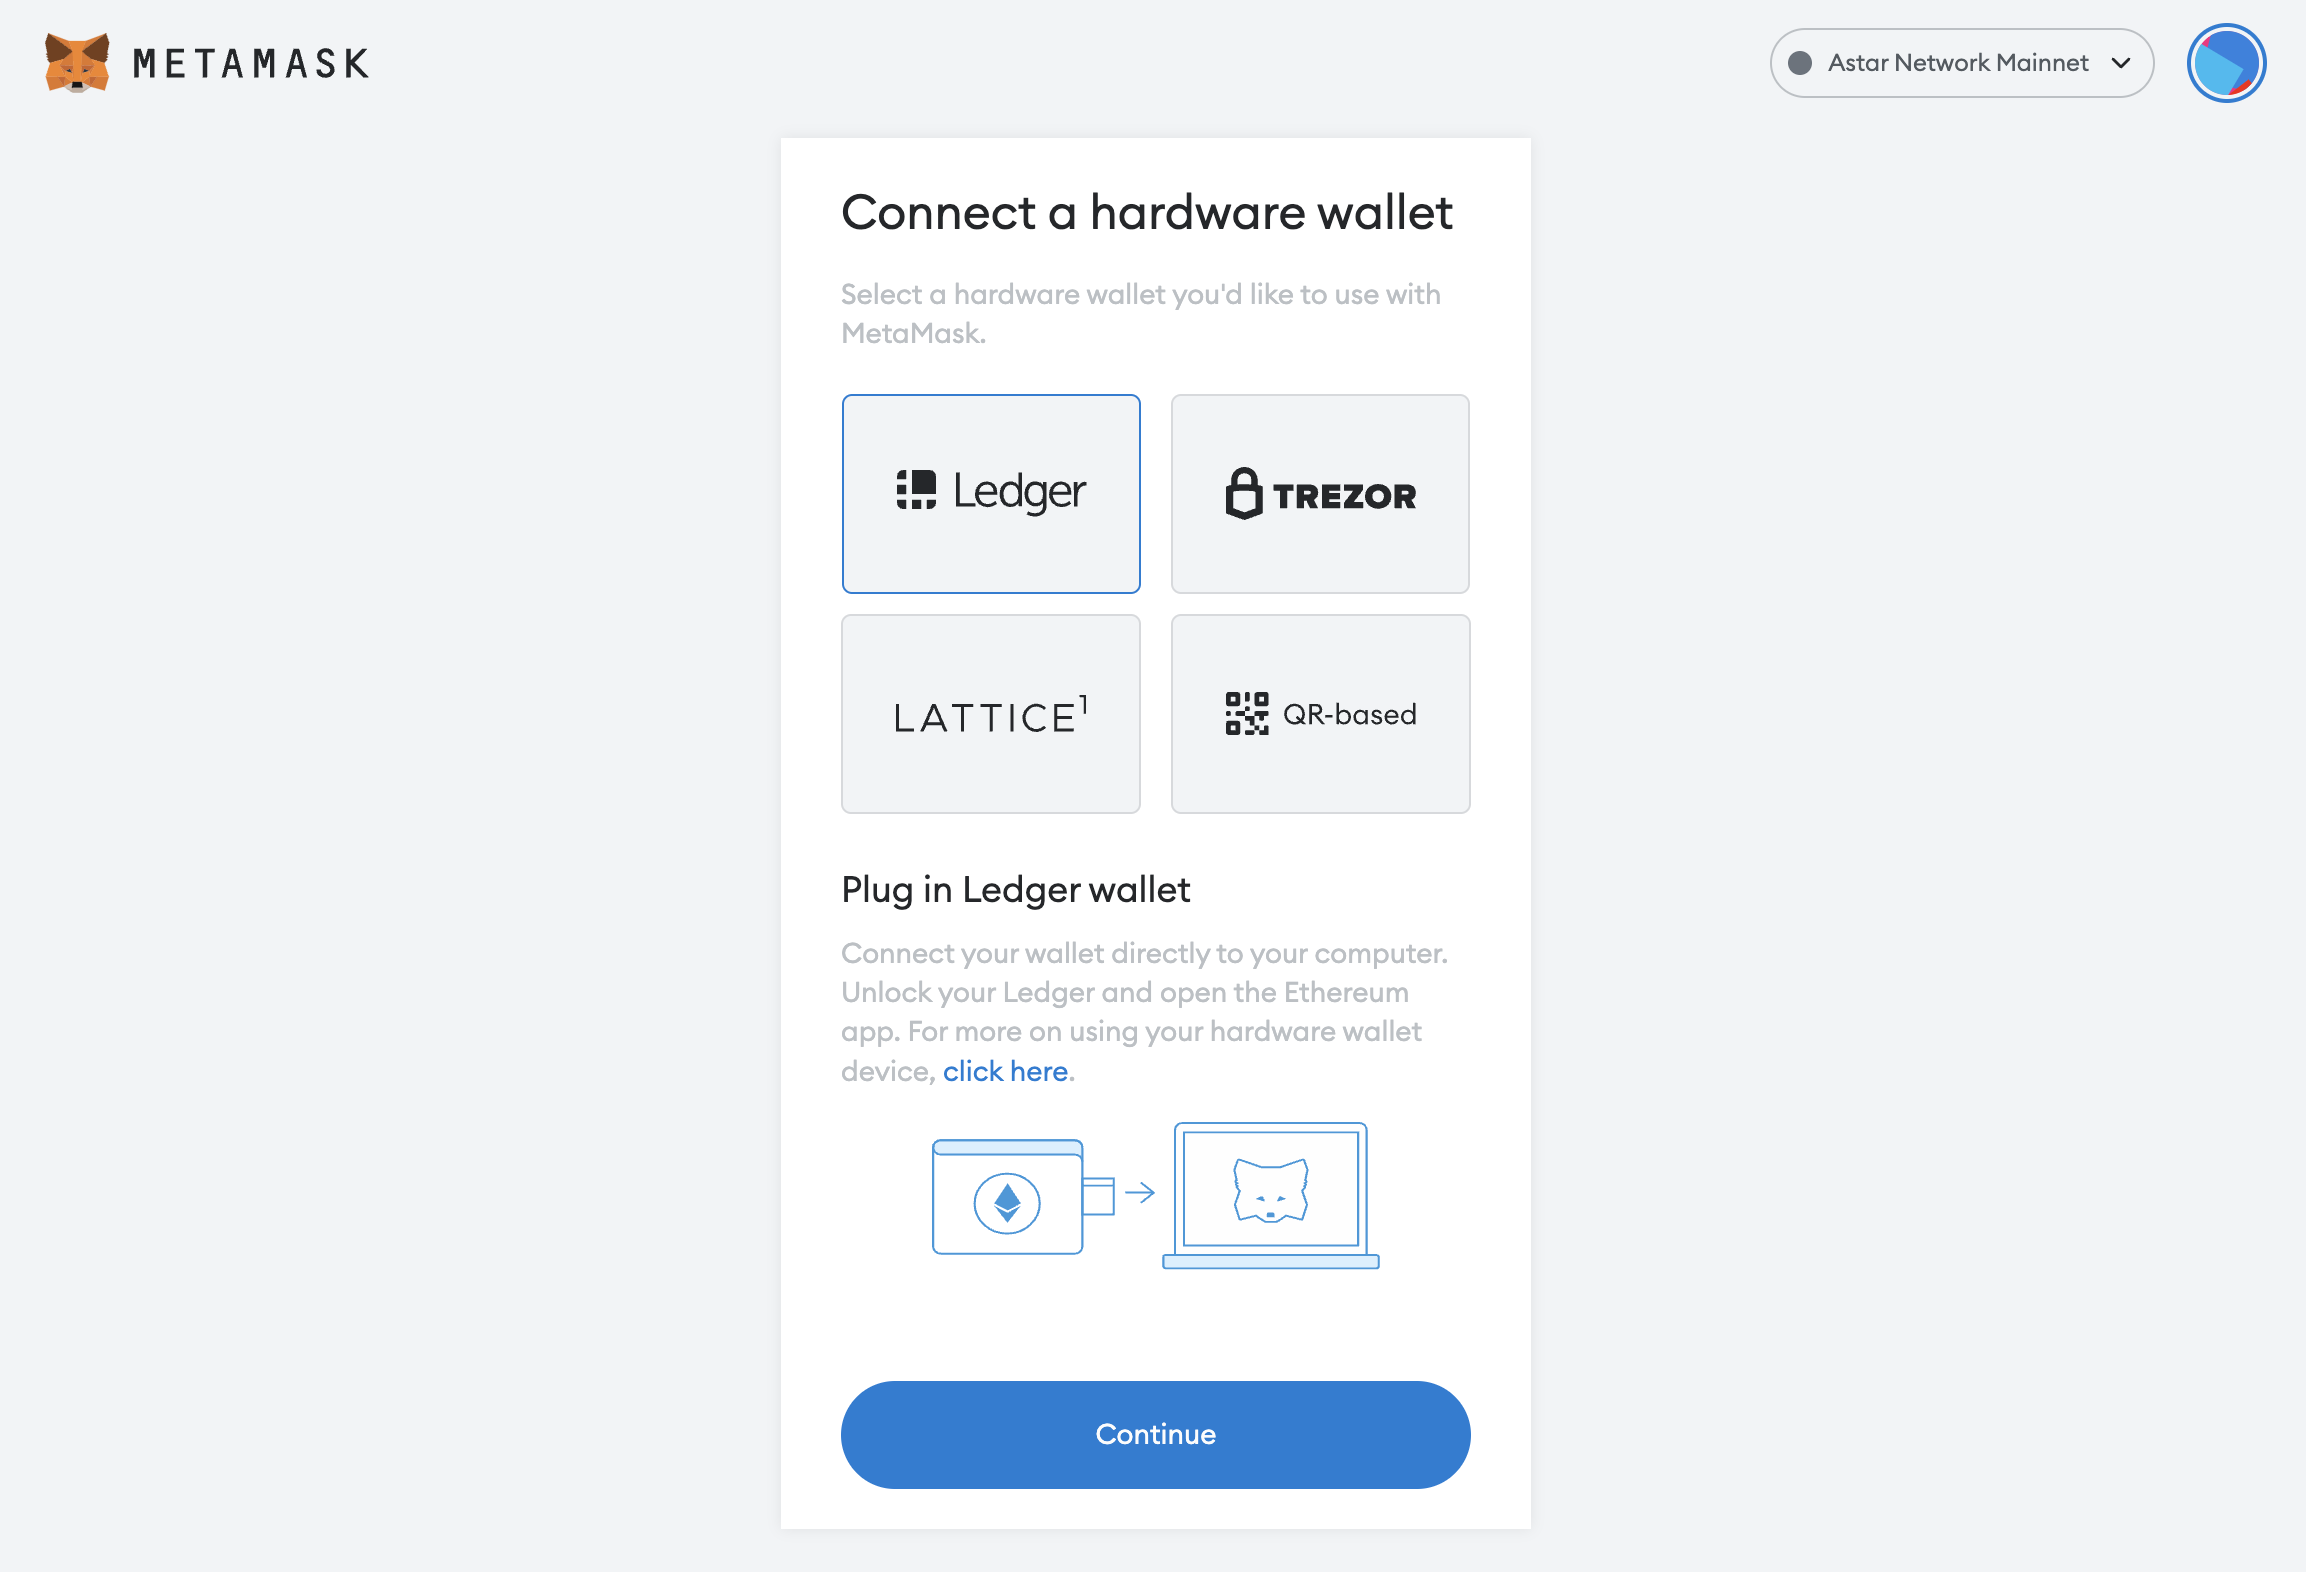 METAMASK
Astar Network Mainnet
Connect a hardware wallet
Select a hardware wallet you'd like to use with
MetaMask.
Ledger
TREZOR
LATTICE1
QR-based
Plug in Ledger wallet
Connect your wallet directly to your computer.
Unlock your Ledger and open the Ethereum
app. For more on using your hardware wallet
device, click here.
Continue